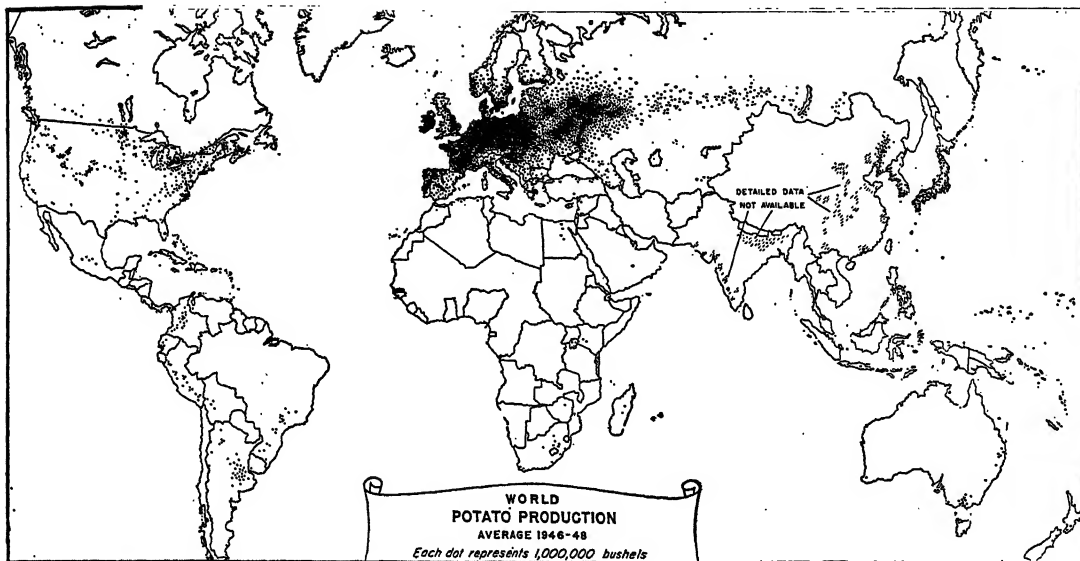 DETAILED DATA
NOT AVAILABLE
WORLD
POTATO PRODUCTION
AVERAGE 1946-48
Each dot represents 1,000,000 bushels